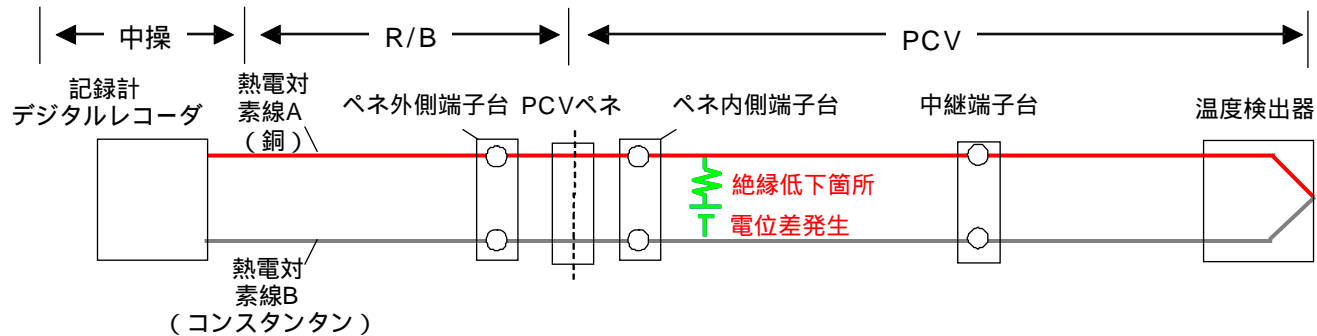 中操
R/B
PCV
記録計
デジタルレコーダ
熱電対
素線A
(銅)
ペネ外側端子台
PCVペネ
ペネ内側端子台
中継端子台
温度検出器
絶縁低下箇所
電位差発生
熱電対
素線B
(コンスタンタン)